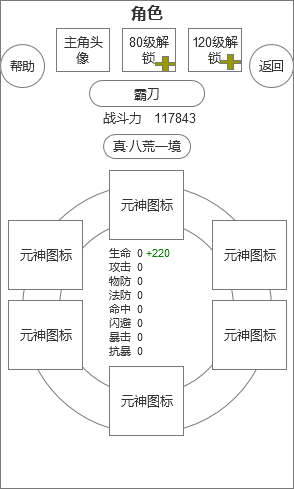 角色
主角头
像
80级解
锁
120级解
锁
帮助
返回
霸刀
战斗力 117843
真·八荒一境
元神图标
元神图标
元神图标
生命 0 +220
攻击 0
物防 0
法防 0
命中 0
闪避 0
暴击 0
抗暴 0
元神图标
元神图标
元神图标